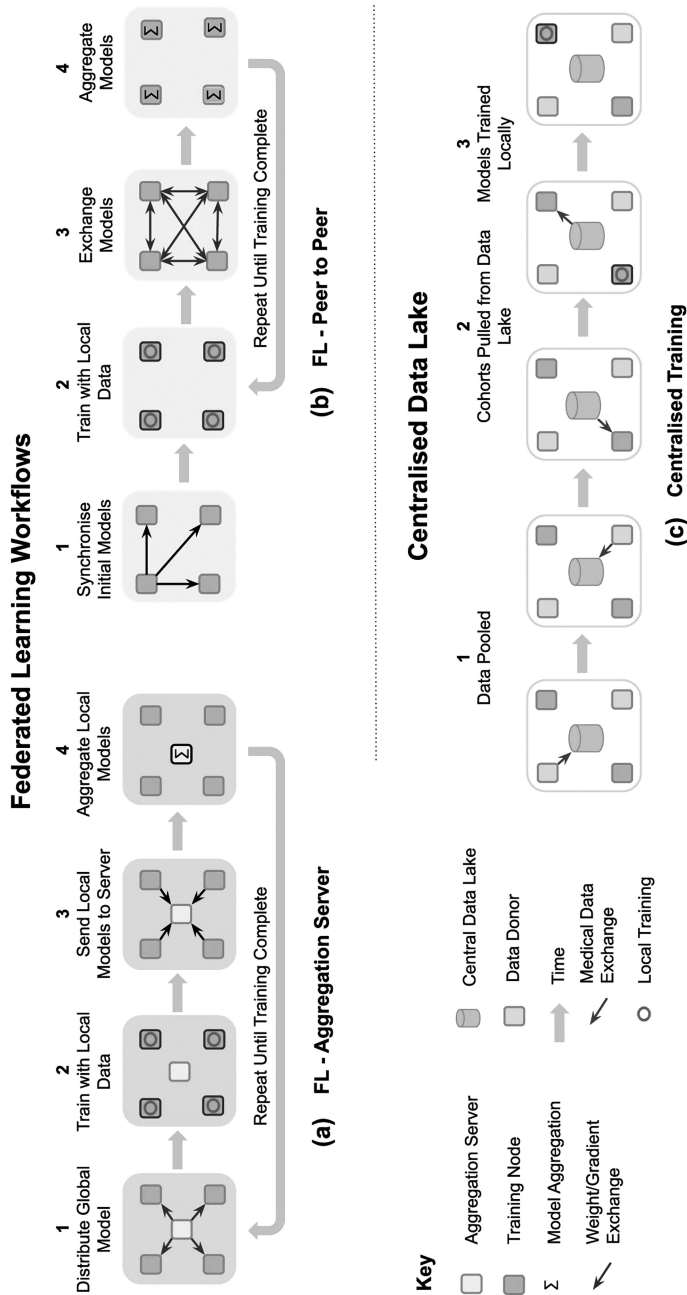 Federated Learning Workflows
1
Distribute Global
Model
2
Train with Local
Data
3
Send Local
Models to Server
4
Aggregate Local
Models
Σ
Repeat Until Training Complete
(a) FL - Aggregation Server
1
Synchronise
Initial Models
2
Train with Local
Data
3
Exchange
Models
4
Aggregate
Models
Σ Σ
Σ Σ
Repeat Until Training Complete
(b) FL - Peer to Peer
Key
Aggregation Server
Training Node
Σ Model Aggregation
Weight/Gradient
Exchange
Central Data Lake
Data Donor
Time
Medical Data
Exchange
Local Training
Centralised Data Lake
1
Data Pooled
2
Cohorts Pulled from Data
Lake
3
Models Trained
Locally
(c) Centralised Training